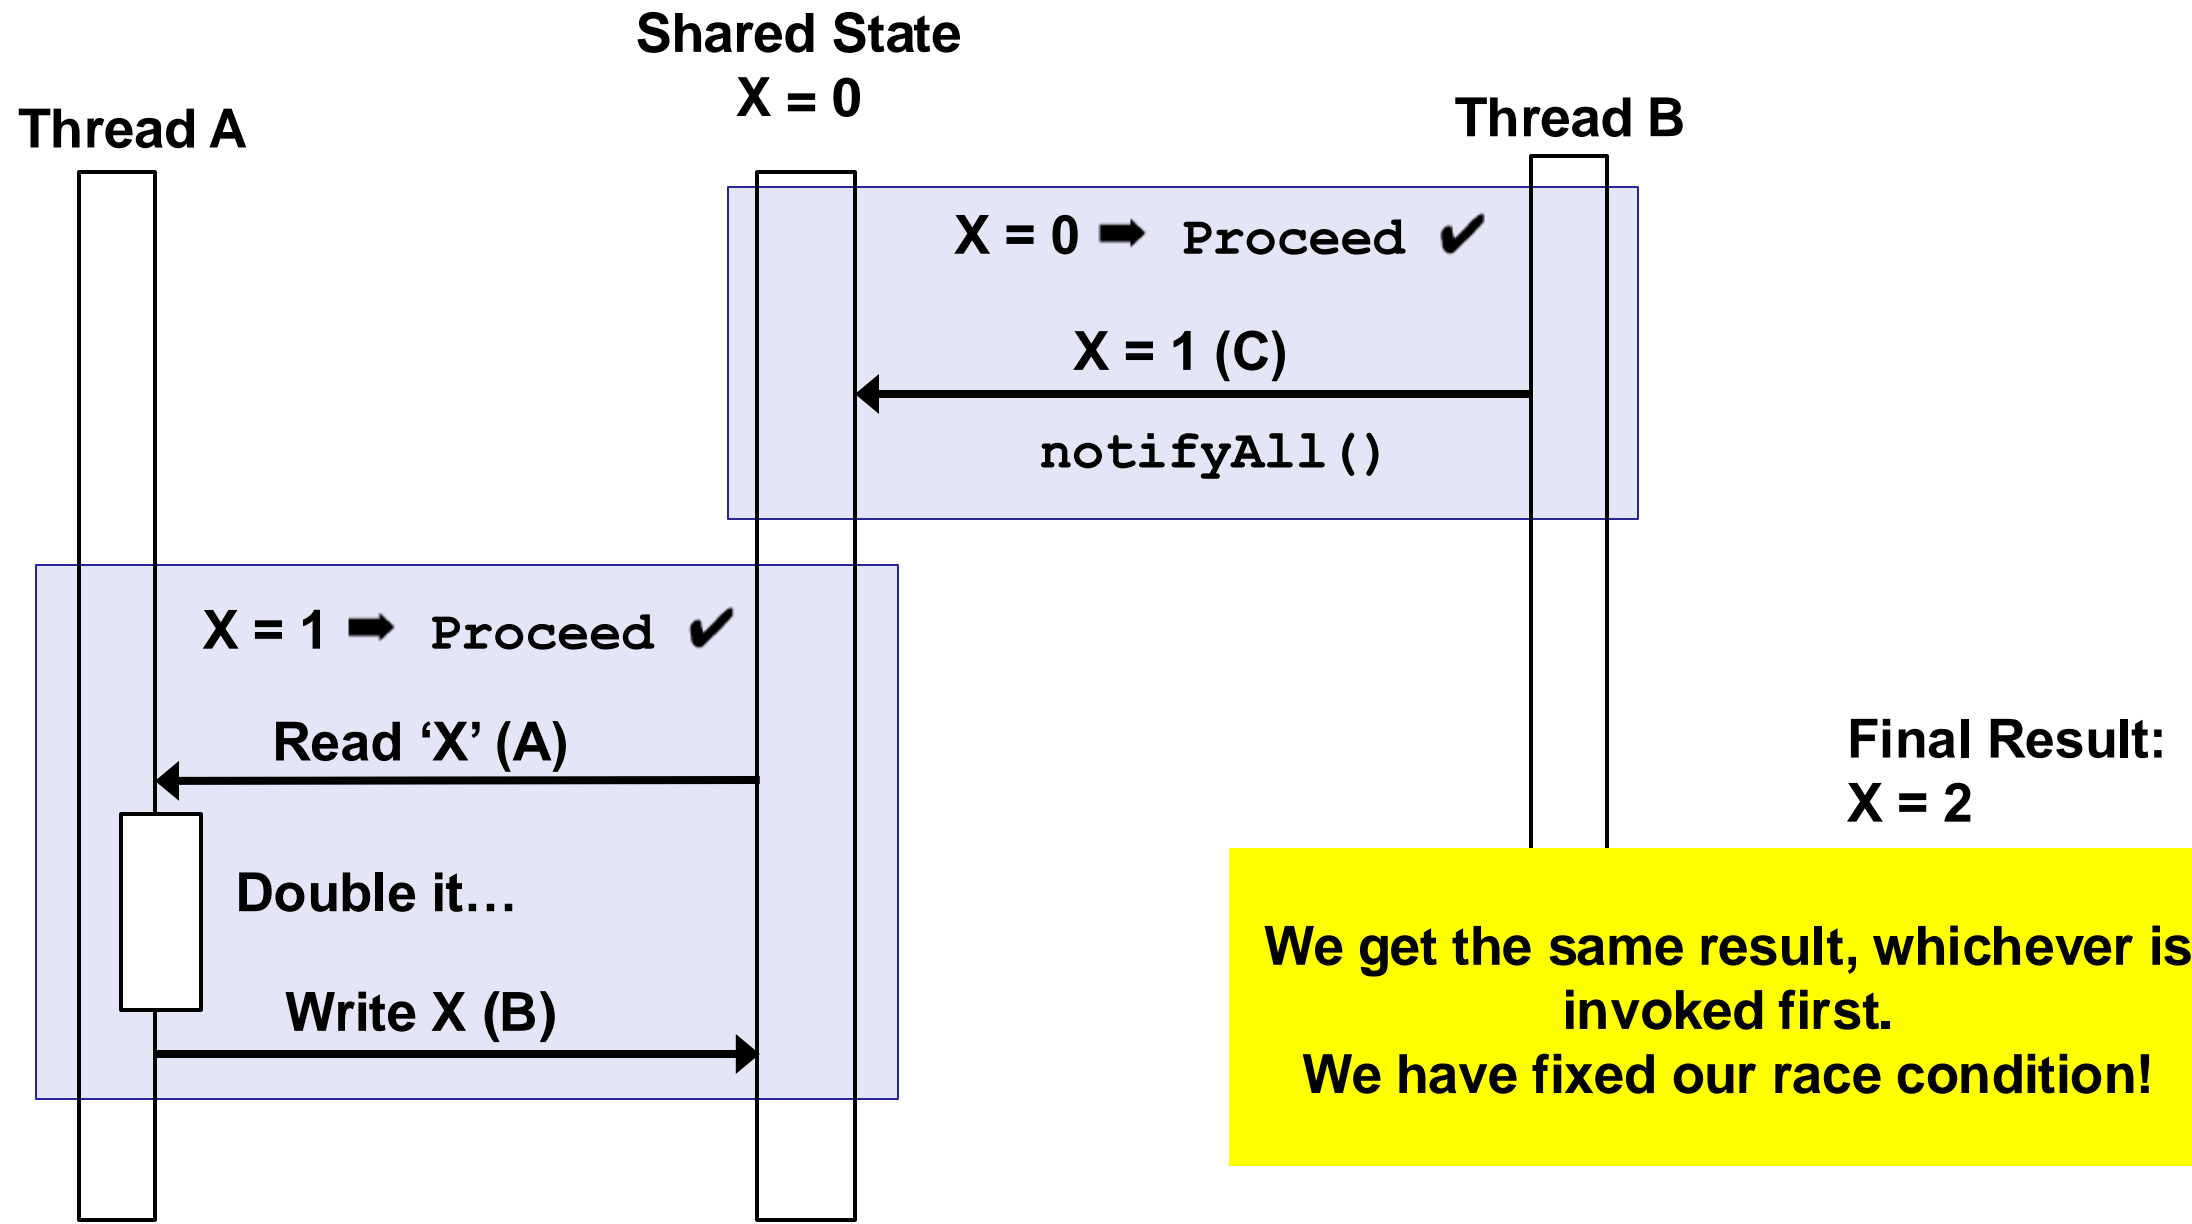 Shared State
X = 0
Thread A
Thread B
X = 0 ➡ Proceed ✔
X = 1 (C)
notifyAll()
X = 1 ➡ Proceed ✔
Read ‘X’ (A)
Double it…
Write X (B)
Final Result:
X = 2
We get the same result, whichever is
invoked first.
We have fixed our race condition!